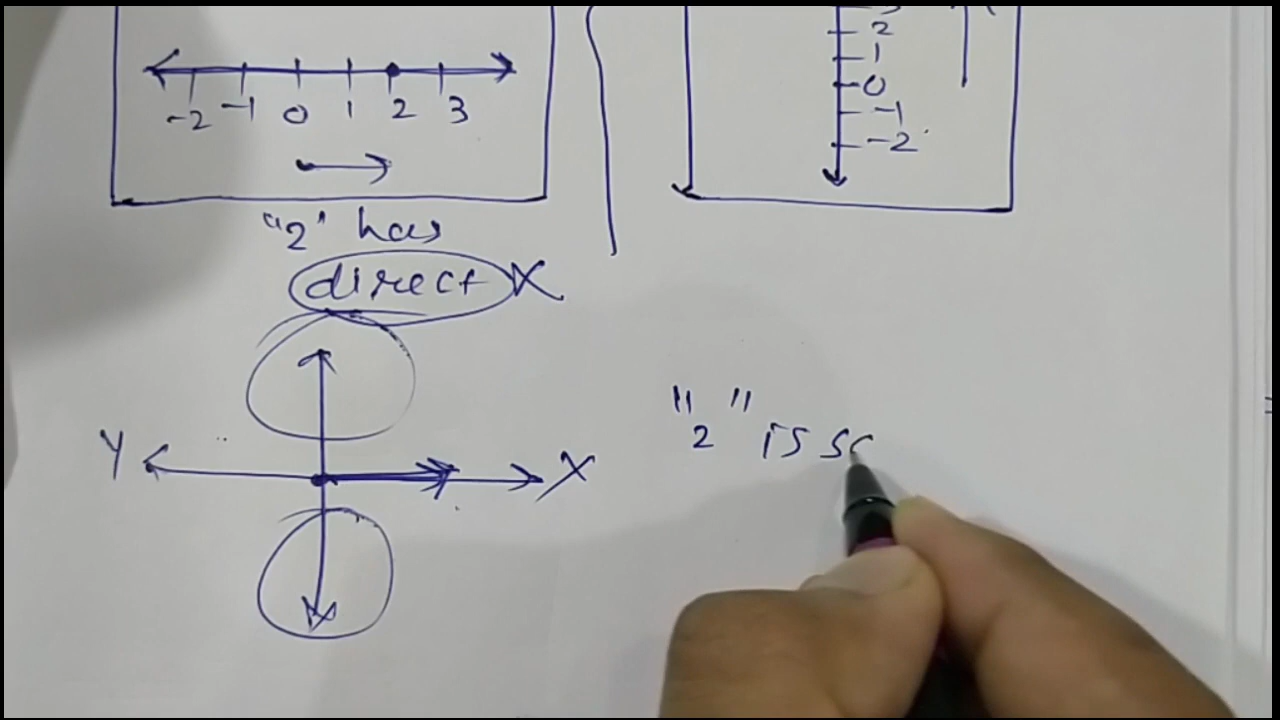 -2 -1 0 1 2 3
2
1
0
-1
-2
"2" has
direct X
Y X
"2" is sc